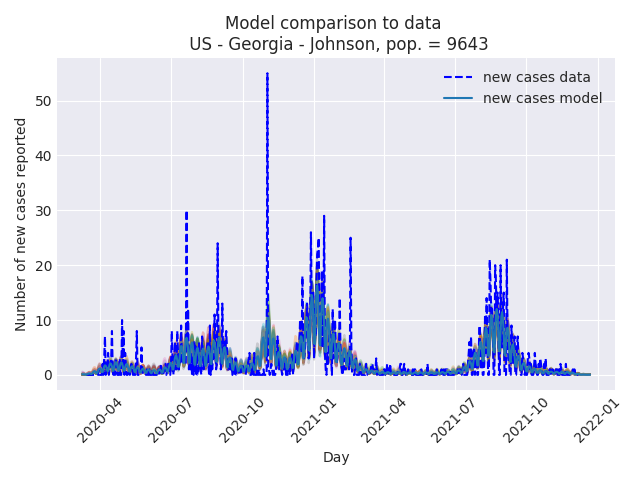 Model comparison to data
US - Georgia - Johnson, pop. = 9643
new cases data
new cases model
Number of new cases reported
50
40
30
20
10
0
2020-04
2020-07
2020-10
2021-01
2021-04
2021-07
2021-10
2022-01
Day